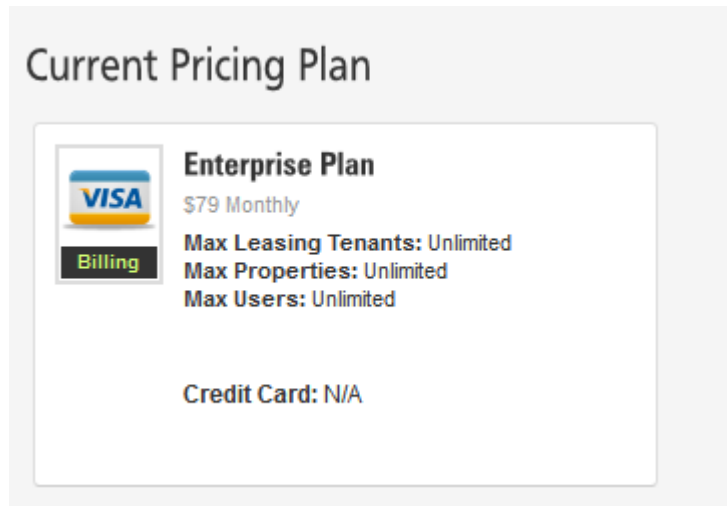 Current Pricing Plan
VISA
Billing
Enterprise Plan
$79 Monthly
Max Leasing Tenants: Unlimited
Max Properties: Unlimited
Max Users: Unlimited
Credit Card: N/A